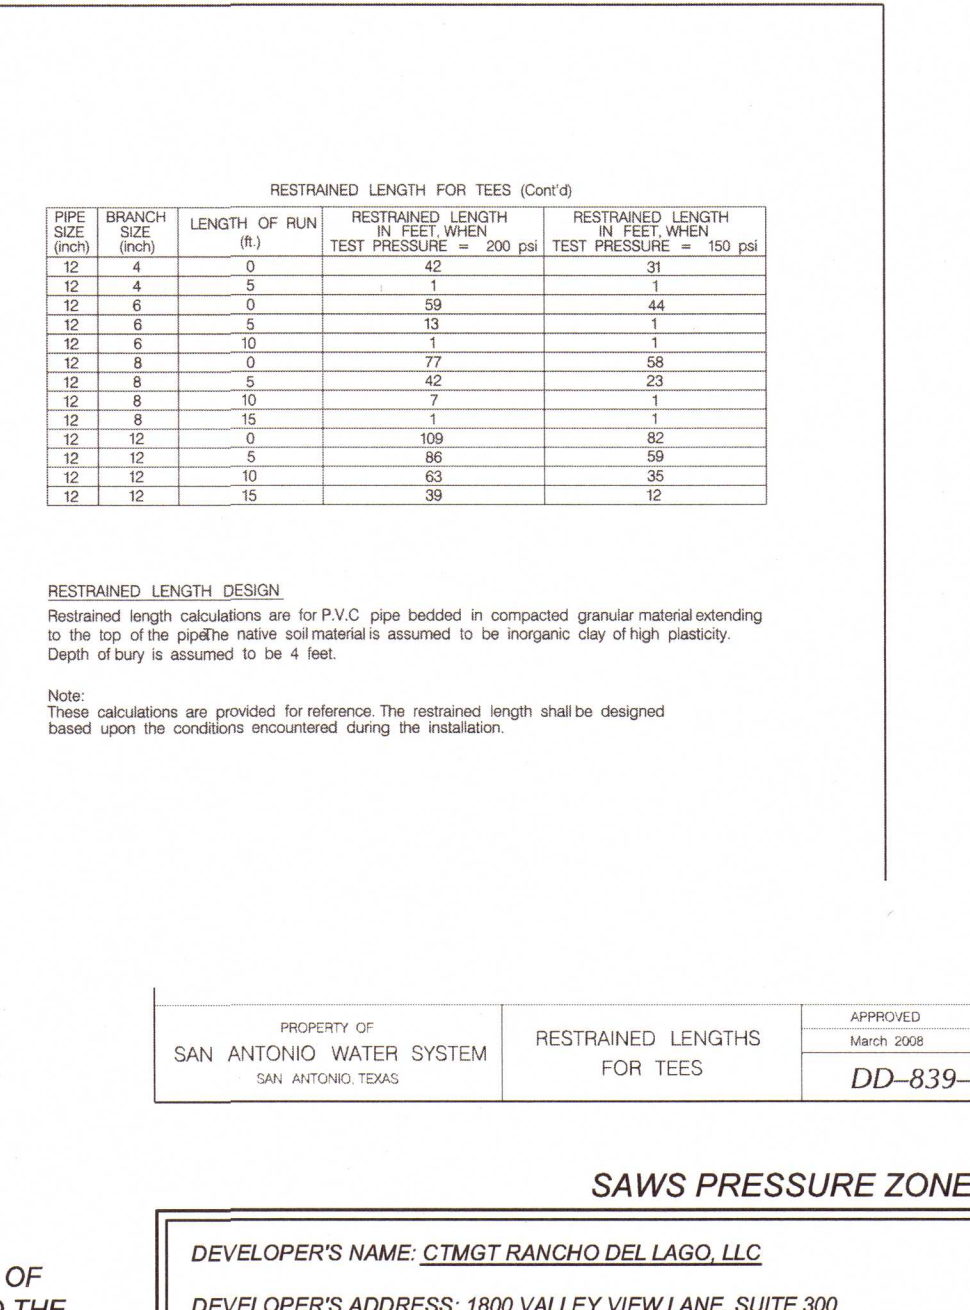 RESTRAINED LENGTH FOR TEES (Cont'd)
PIPE SIZE (inch) BRANCH SIZE (inch) LENGTH OF RUN (ft.) RESTRAINED LENGTH IN FEET, WHEN TEST PRESSURE = 200 psi RESTRAINED LENGTH IN FEET, WHEN TEST PRESSURE = 150 psi
12 4 0 42 31
12 4 5 1 1
12 6 0 59 44
12 6 5 13 1
12 6 10 1 1
12 8 0 77 58
12 8 5 42 23
12 8 10 7 1
12 8 15 1 1
12 12 0 109 82
12 12 5 86 59
12 12 10 63 35
12 12 15 39 12
RESTRAINED LENGTH DESIGN
Restrained length calculations are for P.V.C pipe bedded in compacted granular material extending
to the top of the pipeThe native soil material is assumed to be inorganic clay of high plasticity.
Depth of bury is assumed to be 4 feet.
Note:
These calculations are provided for reference. The restrained length shall be designed
based upon the conditions encountered during the installation.
PROPERTY OF
SAN ANTONIO WATER SYSTEM
SAN ANTONIO, TEXAS
RESTRAINED LENGTHS
FOR TEES
APPROVED
March 2008
DD-839-
SAWS PRESSURE ZONE
DEVELOPER'S NAME: CTMGT RANCHO DEL LAGO, LLC
OF
THE
DEVELOPER'S ADDRESS: 1800 VALLEY VIEW LANE, SUITE 300